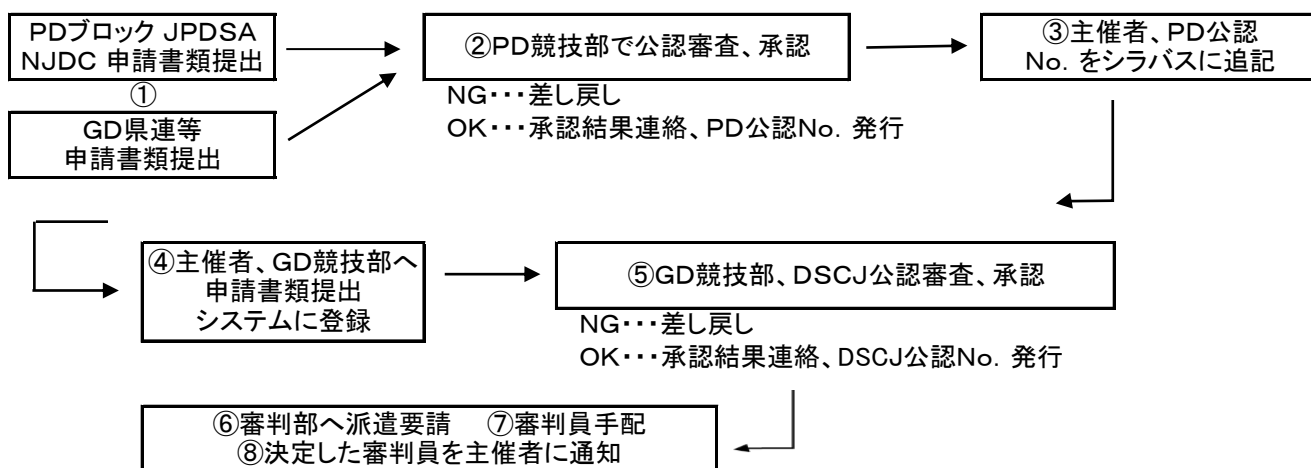 PDブロック JPDSA
NJDC 申請書類提出
①
GD県連等
申請書類提出
②PD競技部で公認審査、承認
NG・・・差し戻し
OK・・・承認結果連絡、PD公認No. 発行
③主催者、PD公認
No. をシラバスに追記
④主催者、GD競技部へ
申請書類提出
システムに登録
⑤GD競技部、DSCJ公認審査、承認
NG・・・差し戻し
OK・・・承認結果連絡、DSCJ公認No. 発行
⑥審判部へ派遣要請 ⑦審判員手配
⑧決定した審判員を主催者に通知